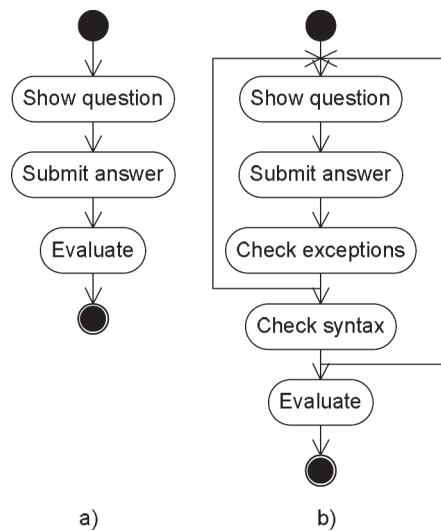 Show question
Submit answer
Evaluate
a)
Show question
Submit answer
Check exceptions
Check syntax
Evaluate
b)